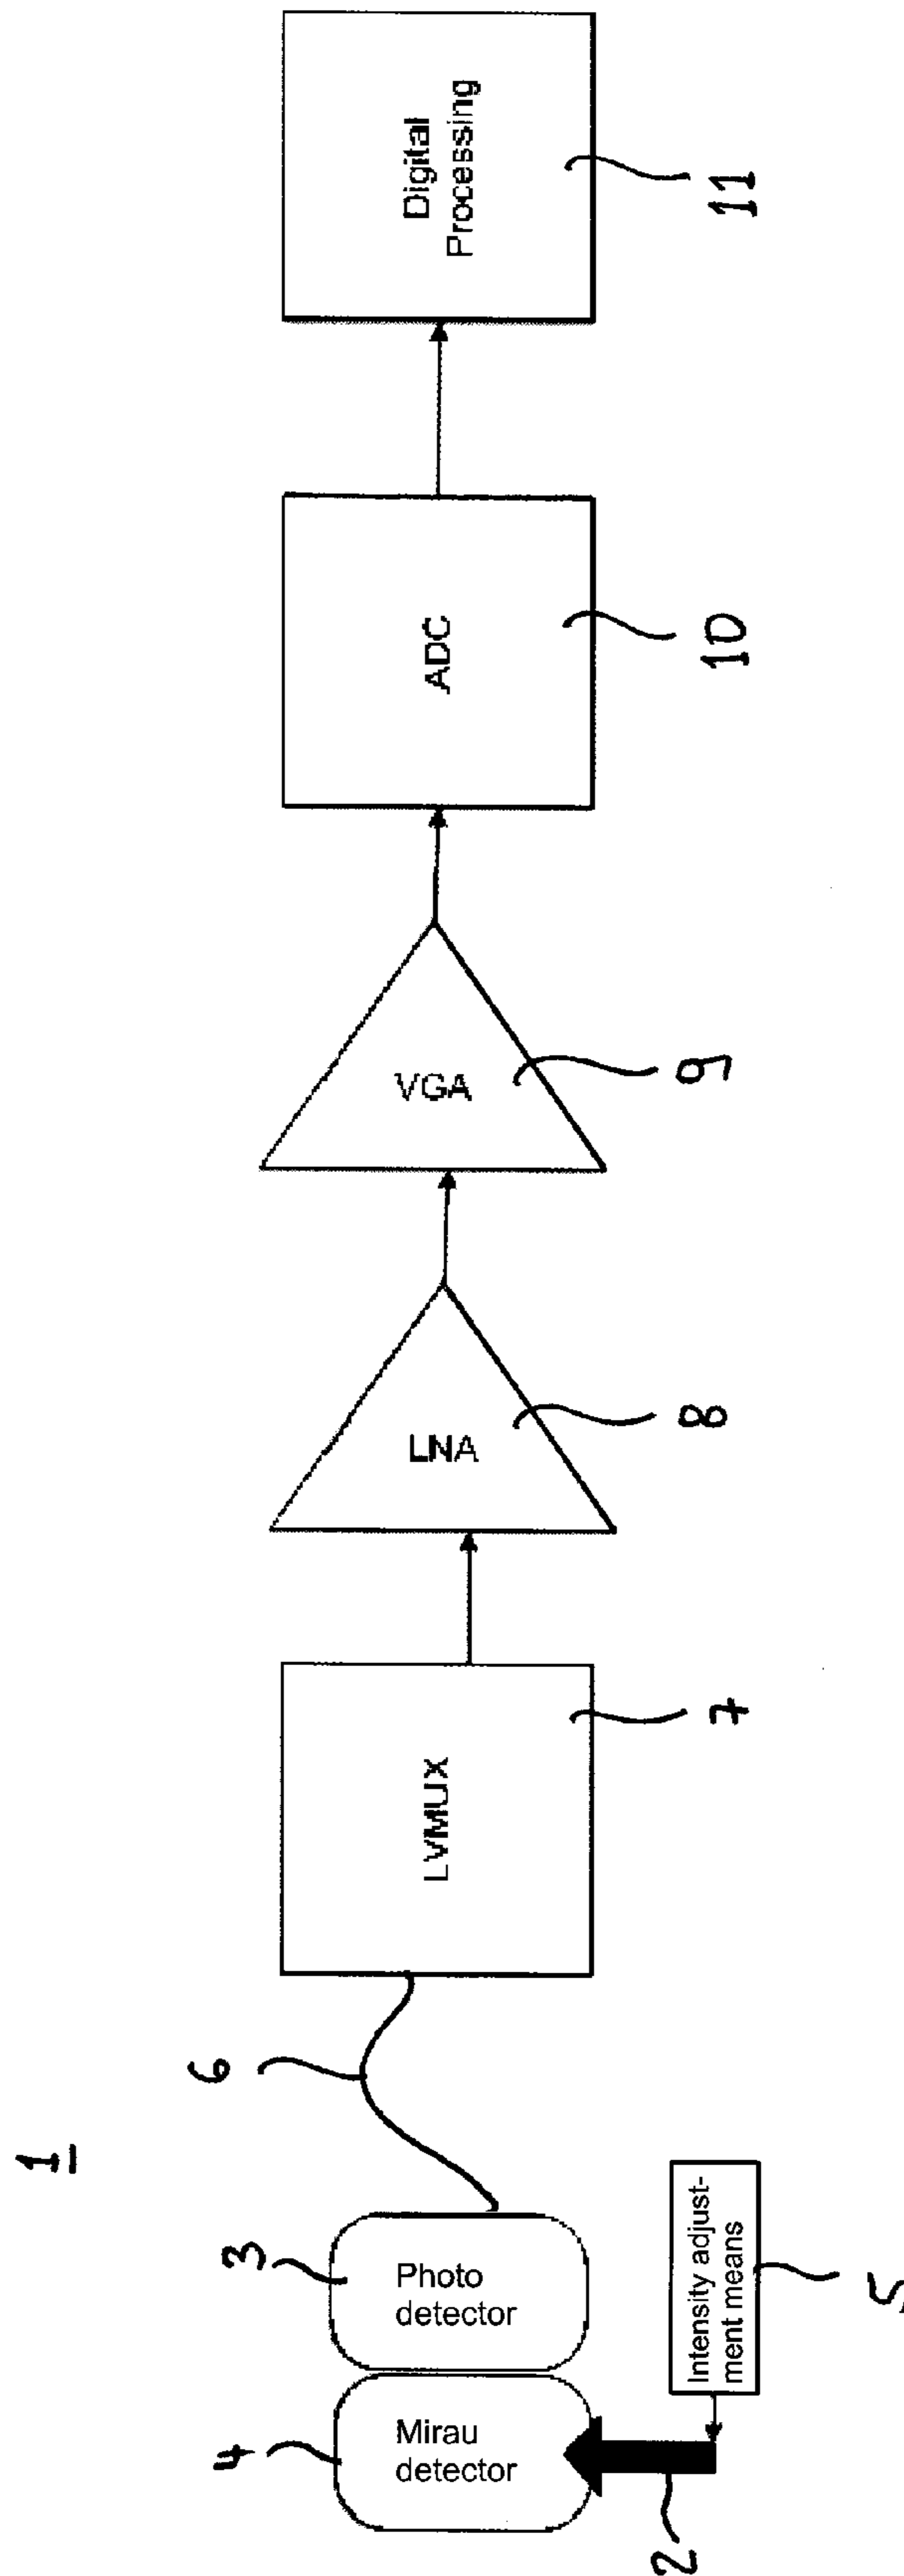 1
Digital
Processing
11
ADC
10
VGA
9
LNA
8
LVMUX
7
6
Photo
detector
3
Mirau
detector
4
Intensity adjust-
ment means
5
2